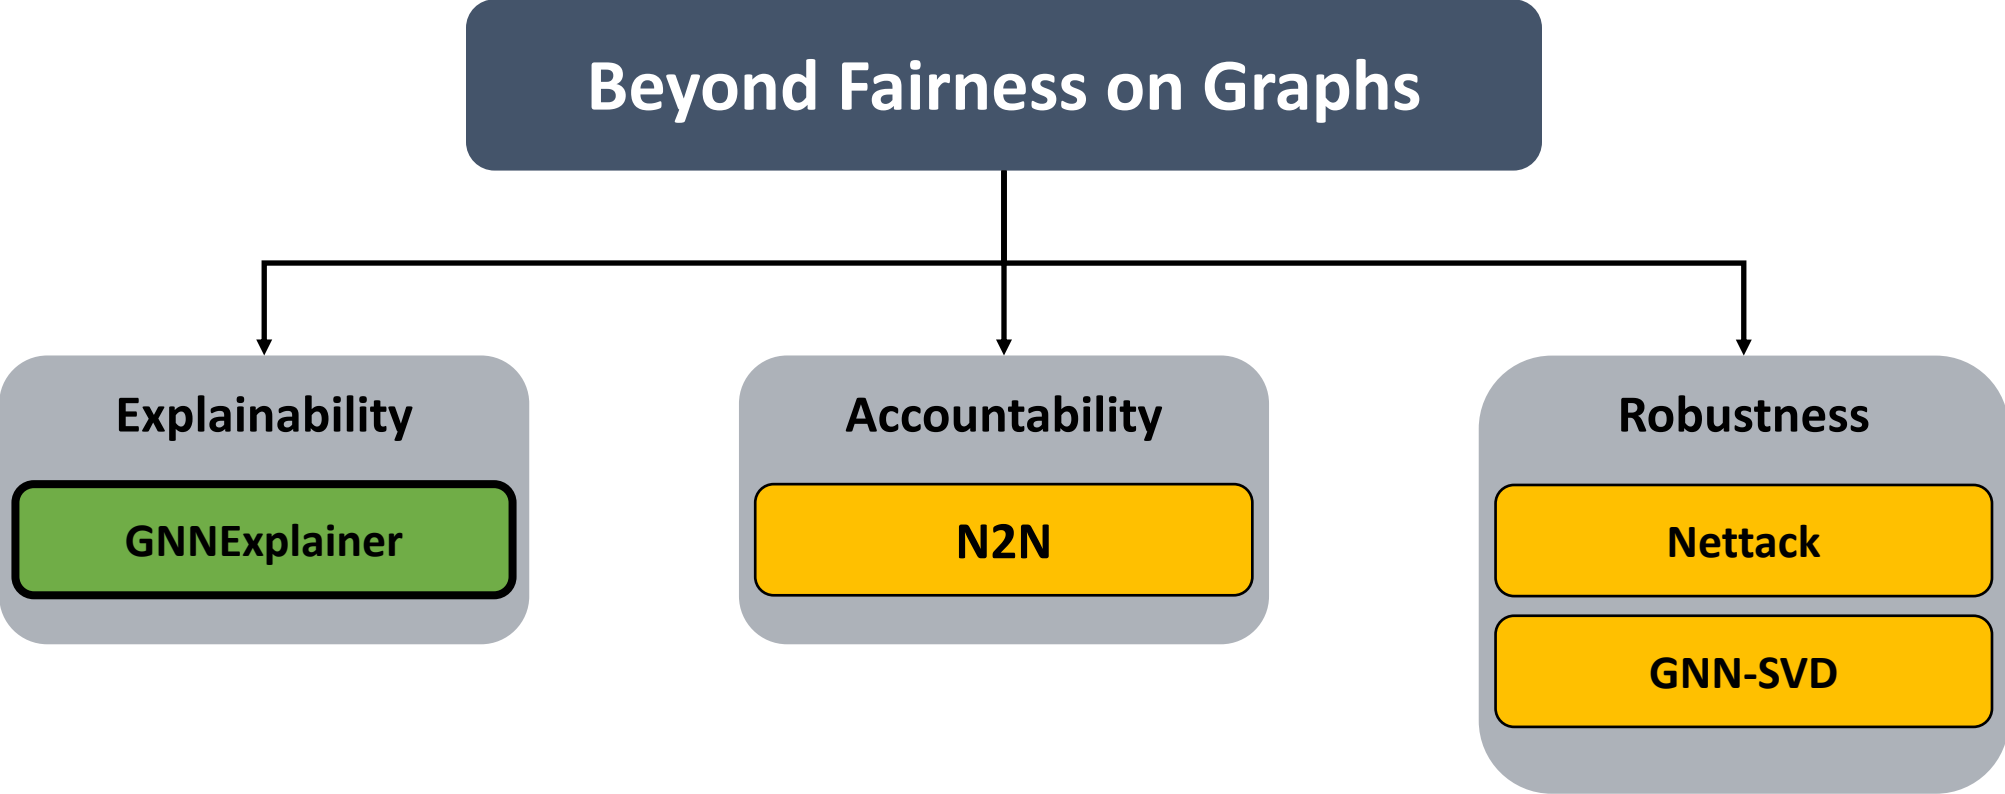 Beyond Fairness on Graphs
Explainability
GNNExplainer
Accountability
N2N
Robustness
Nettack
GNN-SVD